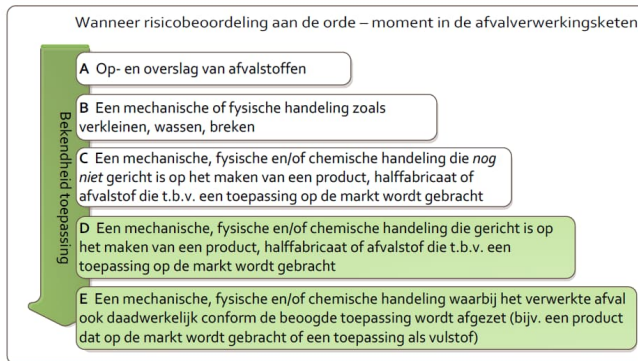 Wanneer risicobeoordeling aan de orde – moment in de afvalverwerkingsketen
Bekendheid toepassing
A Op- en overslag van afvalstoffen
B Een mechanische of fysische handeling zoals
verkleinen, wassen, breken
C Een mechanische, fysische en/of chemische handeling die nog
niet gericht is op het maken van een product, halffabricaat of
afvalstof die t.b.v. een toepassing op de markt wordt gebracht
D Een mechanische, fysische en/of chemische handeling die gericht is op
het maken van een product, halffabricaat of afvalstof die t.b.v. een
toepassing op de markt wordt gebracht
E Een mechanische, fysische en/of chemische handeling waarbij het verwerkte afval
ook daadwerkelijk conform de beoogde toepassing wordt afgezet (bijv. een product
dat op de markt wordt gebracht of een toepassing als vulstof)